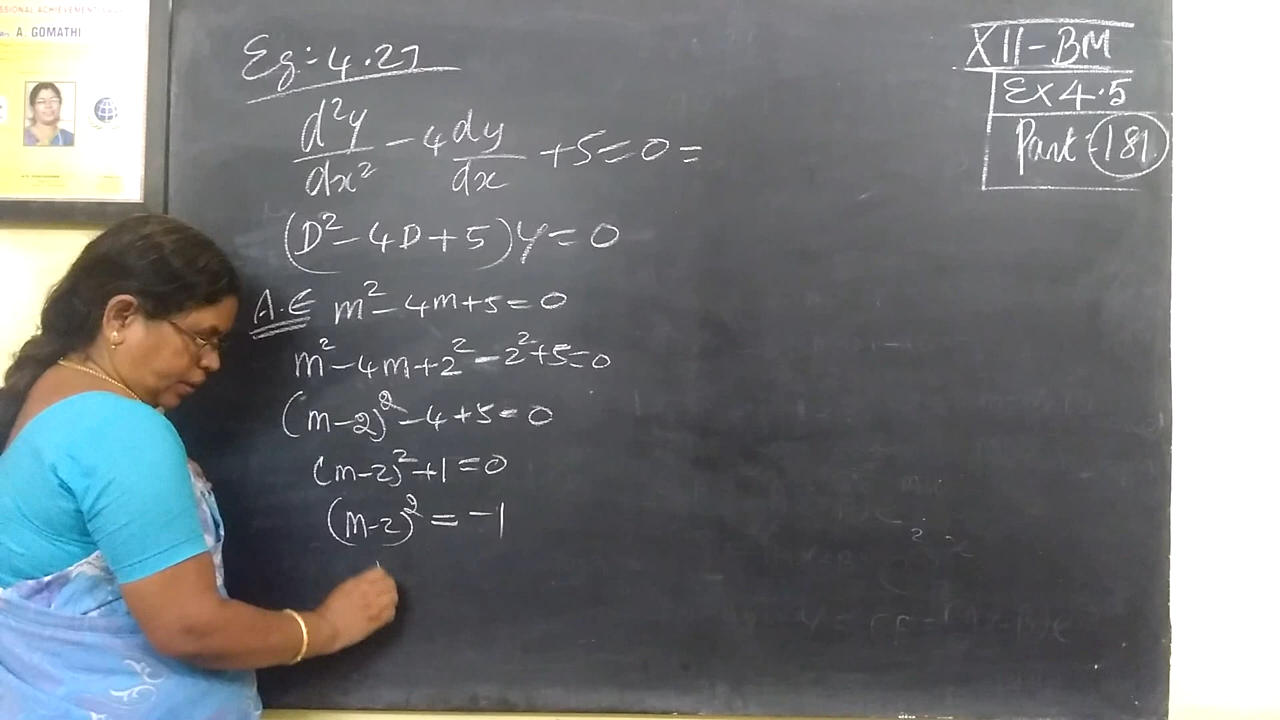 SSIONAL ACHIEVEMENT
A. GOMATHI
Eg:- 4.27
d²y/dx² - 4 dy/dx + 5 = 0 =
(D² - 4D + 5) y = 0
A.E m² - 4m + 5 = 0
m² - 4m + 2² - 2² + 5 = 0
(m-2)² - 4 + 5 = 0
(m-2)² + 1 = 0
(m-2)² = -1
XII - BM
Ex 4.5
Part - 181